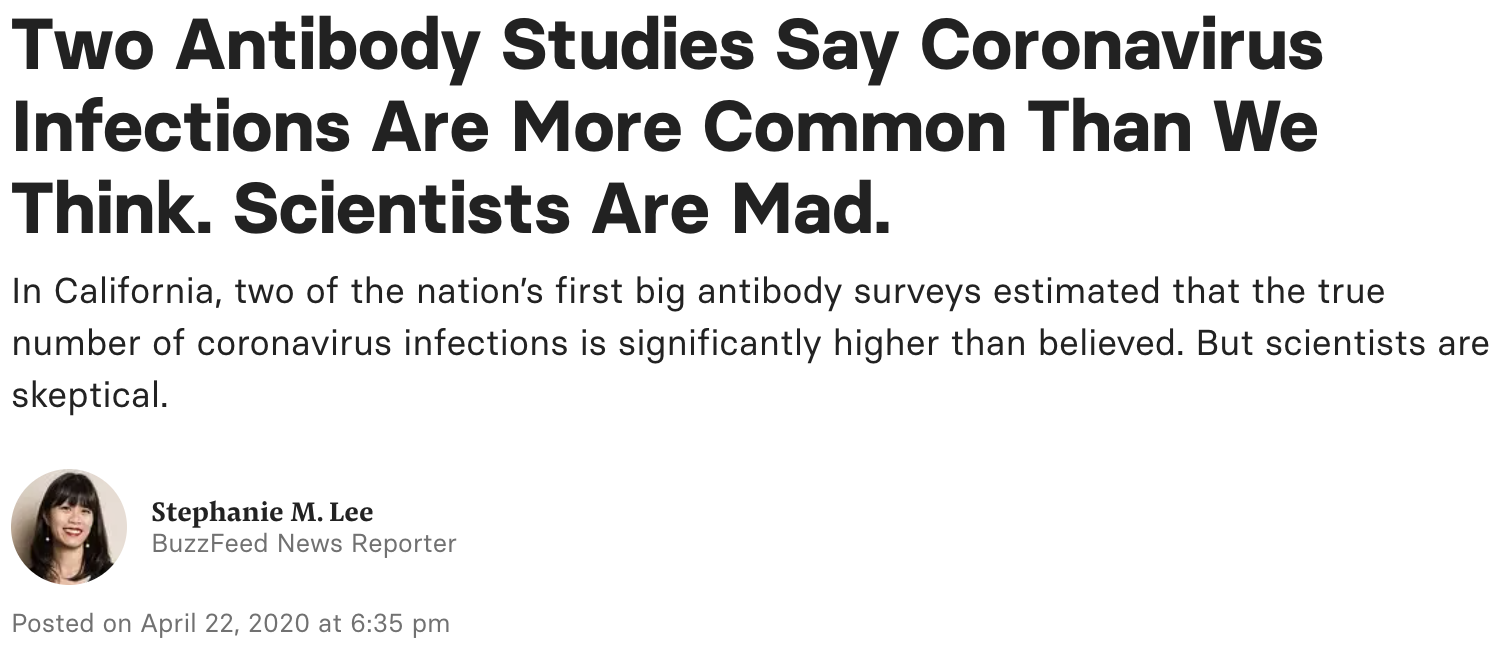 Two Antibody Studies Say Coronavirus
Infections Are More Common Than We
Think. Scientists Are Mad.
In California, two of the nation’s first big antibody surveys estimated that the true
number of coronavirus infections is significantly higher than believed. But scientists are
skeptical.
Stephanie M. Lee
BuzzFeed News Reporter
Posted on April 22, 2020 at 6:35 pm